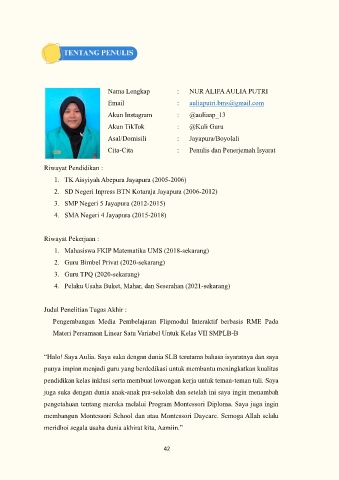 TENTANG PENULIS
Nama Lengkap : NUR ALIFA AULIA PUTRI
Email : auliaputri.bms@gmail.com
Akun Instagram : @auliaap_13
Akun TikTok : @Kuli Guru
Asal/Domisili : Jayapura/Boyolali
Cita-Cita : Penulis dan Penerjemah Isyarat
Riwayat Pendidikan :
1. TK Aisyiyah Abepura Jayapura (2005-2006)
2. SD Negeri Inpress BTN Kotaraja Jayapura (2006-2012)
3. SMP Negeri 5 Jayapura (2012-2015)
4. SMA Negeri 4 Jayapura (2015-2018)
Riwayat Pekerjaan :
1. Mahasiswa FKIP Matematika UMS (2018-sekarang)
2. Guru Bimbel Privat (2020-sekarang)
3. Guru TPQ (2020-sekarang)
4. Pelaku Usaha Buket, Mahar, dan Seserahan (2021-sekarang)
Judul Penelitian Tugas Akhir :
Pengembangan Media Pembelajaran Flipmodul Interaktif berbasis RME Pada
Materi Persamaan Linear Satu Variabel Untuk Kelas VII SMPLB-B
“Halo! Saya Aulia. Saya suka dengan dunia SLB terutama bahasa isyaratnya dan saya
punya impian menjadi guru yang berdedikasi untuk membantu meningkatkan kualitas
pendidikan kelas inklusi serta membuat lowongan kerja untuk teman-teman tuli. Saya
juga suka dengan dunia anak-anak pra-sekolah dan setelah ini saya ingin menambah
pengetahuan tentang mereka melalui Program Montessori Diploma. Saya juga ingin
membangun Montessori School dan atau Montessori Daycare. Semoga Allah selalu
meridhoi segala usaha dunia akhirat kita, Aamiin.”
42